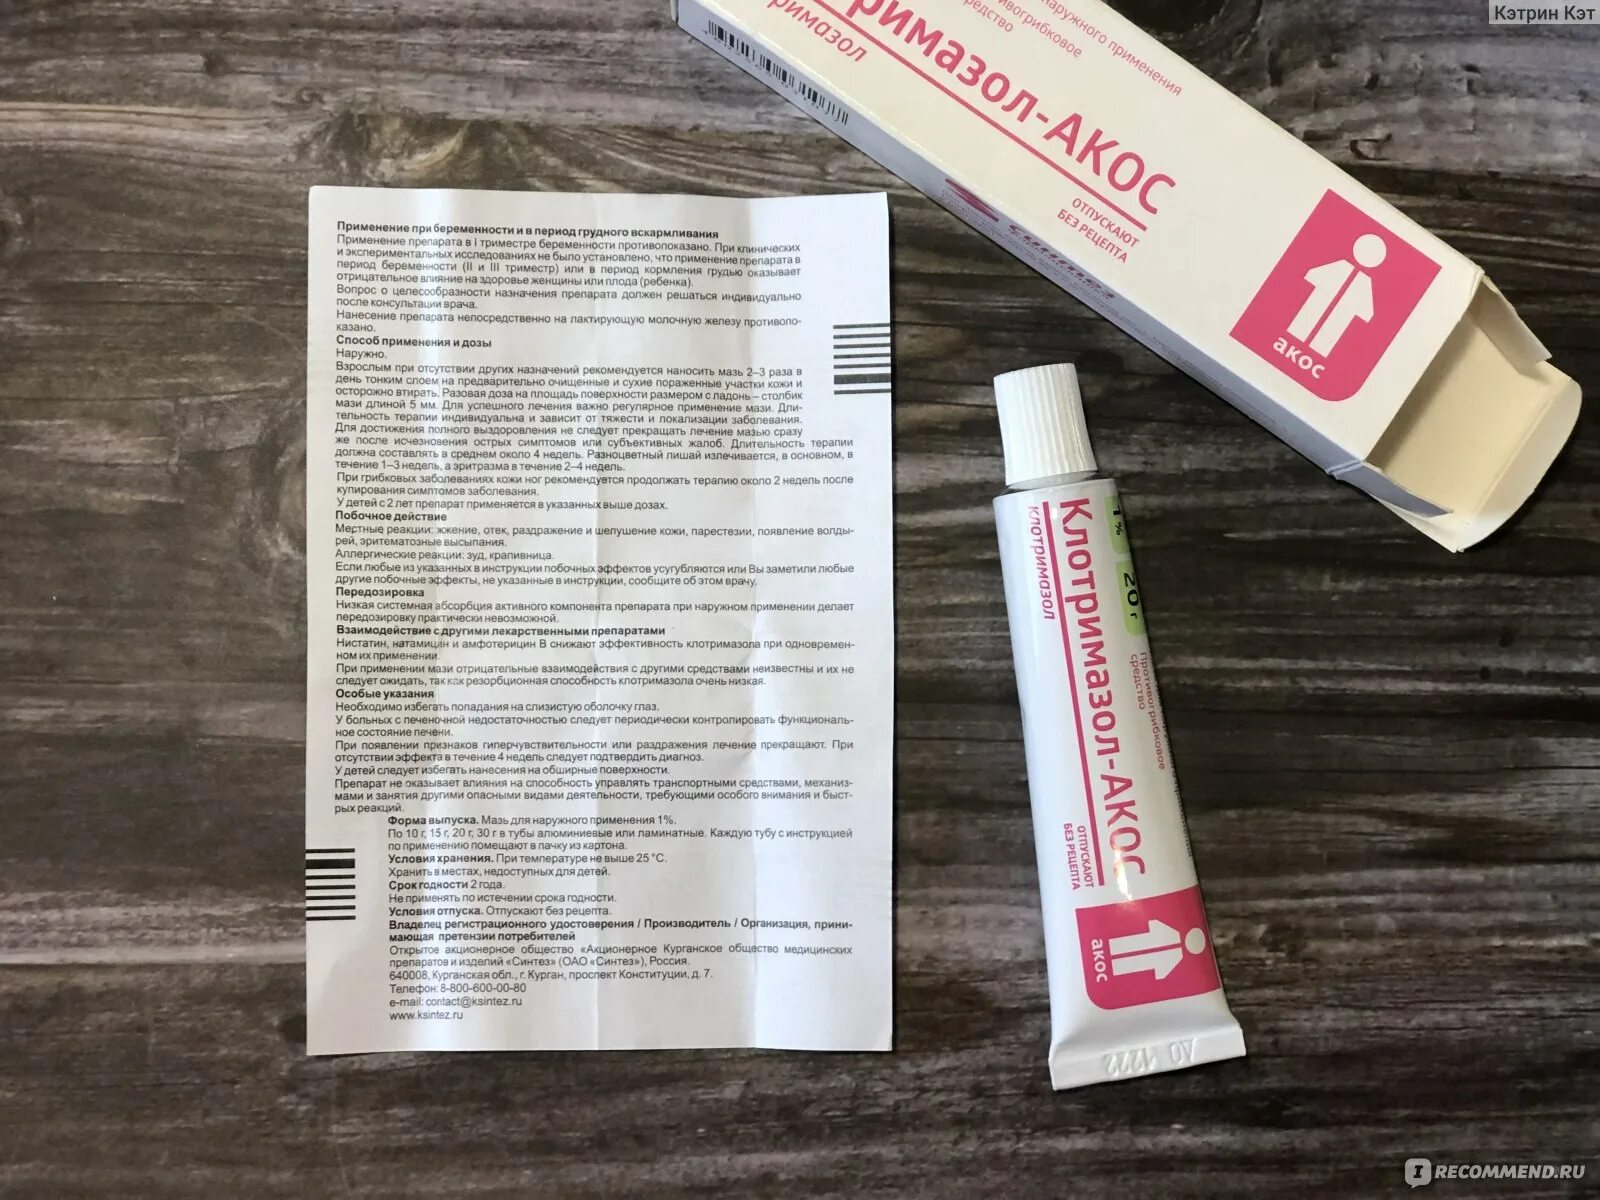 Кэтрин Кэт
наружного применения
противогрибковое
средство
тримазол-АКОС
римазол
ОТПУСКАЮТ
БЕЗ РЕЦЕПТА
синтез
акос
Применение при беременности и в период грудного вскармливания
Применение препарата в I триместре беременности противопоказано. При клинических
и экспериментальных исследованиях не было установлено, что применение препарата в
период беременности (II и III триместр) или в период кормления грудью оказывает
отрицательное влияние на здоровье женщины или плода (ребенка).
Вопрос о целесообразности назначения препарата должен решаться индивидуально
после консультации врача.
Нанесение препарата непосредственно на лактирующую молочную железу противопо-
казано.
Способ применения и дозы
Наружно.
Взрослым при отсутствии других назначений рекомендуется наносить мазь 2–3 раза в
день тонким слоем на предварительно очищенные и сухие пораженные участки кожи и
осторожно втирать. Разовая доза на площадь поверхности размером с ладонь – столбик
мази длиной 5 мм. Для успешного лечения важно регулярное применение мази. Дли-
тельность терапии индивидуальна и зависит от тяжести и локализации заболевания.
Для достижения полного выздоровления не следует прекращать лечение мазью сразу
же после исчезновения острых симптомов или субъективных жалоб. Длительность терапии
должна составлять в среднем около 4 недель. Разноцветный лишай излечивается, в основном, в
течение 1–3 недель, а эритразма в течение 2–4 недель.
При грибковых заболеваниях кожи ног рекомендуется продолжать терапию около 2 недель после
купирования симптомов заболевания.
У детей с 2 лет препарат применяется в указанных выше дозах.
Побочное действие
Местные реакции: жжение, отек, раздражение и шелушение кожи, парестезии, появление волды-
рей, эритематозные высыпания.
Аллергические реакции: зуд, крапивница.
Если любые из указанных в инструкции побочных эффектов усугубляются или Вы заметили любые
другие побочные эффекты, не указанные в инструкции, сообщите об этом врачу.
Передозировка
Низкая системная абсорбция активного компонента препарата при наружном применении делает
передозировку практически невозможной.
Взаимодействие с другими лекарственными препаратами
Нистатин, натамицин и амфотерицин В снижают эффективность клотримазола при одновремен-
ном их применении.
При применении мази отрицательные взаимодействия с другими средствами неизвестны и их не
следует ожидать, так как резорбционная способность клотримазола очень низкая.
Особые указания
Необходимо избегать попадания на слизистую оболочку глаз.
У больных с печеночной недостаточностью следует периодически контролировать функциональ-
ное состояние печени.
При появлении признаков гиперчувствительности или раздражения лечение прекращают. При
отсутствии эффекта в течение 4 недель следует подтвердить диагноз.
У детей следует избегать нанесения на обширные поверхности.
Препарат не оказывает влияния на способность управлять транспортными средствами, механиз-
мами и занятия другими опасными видами деятельности, требующими особого внимания и быст-
рых реакций.
Форма выпуска. Мазь для наружного применения 1%.
По 10 г, 15 г, 20 г, 30 г в тубы алюминиевые или ламинатные. Каждую тубу с инструкцией
по применению помещают в пачку из картона.
Условия хранения. При температуре не выше 25 °С.
Хранить в местах, недоступных для детей.
Срок годности 2 года.
Не применять по истечении срока годности.
Условия отпуска. Отпускают без рецепта.
Владелец регистрационного удостоверения / Производитель / Организация, прини-
мающая претензии потребителей
Открытое акционерное общество «Акционерное Курганское общество медицинских
препаратов и изделий «Синтез» (ОАО «Синтез»), Россия.
640008, Курганская обл., г. Курган, проспект Конституции, д. 7.
Телефон: 8-800-600-00-80
e-mail: contact@ksintez.ru
www.ksintez.ru
1% 20 г
Клотримазол-АКОС
клотримазол
Противогрибковое
средство
ОТПУСКАЮТ
БЕЗ РЕЦЕПТА
акос
ДО 1222
IRECOMMEND.RU